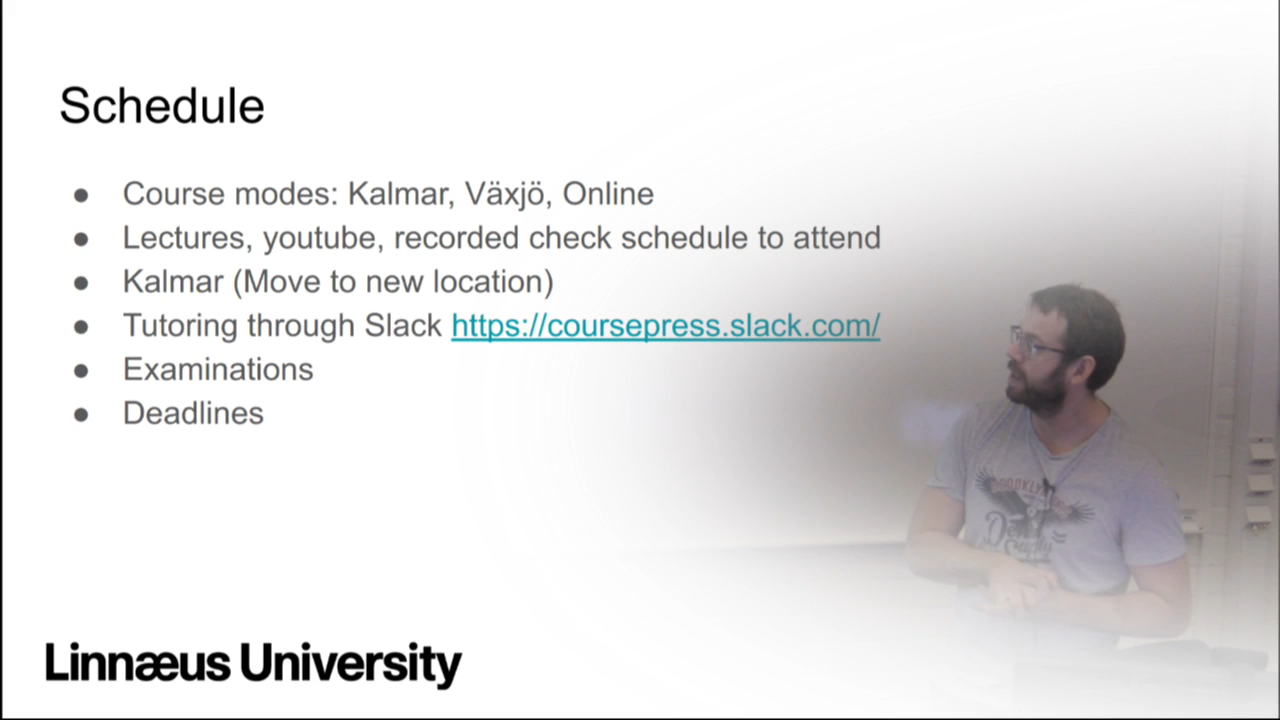 Schedule
● Course modes: Kalmar, Växjö, Online
● Lectures, youtube, recorded check schedule to attend
● Kalmar (Move to new location)
● Tutoring through Slack https://coursepress.slack.com/
● Examinations
● Deadlines
Linnæus University